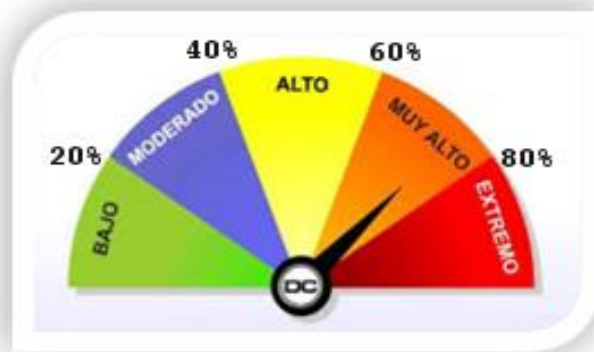 40%
60%
ALTO
MODERADO
MUY ALTO
20%
80%
BAJO
EXTREMO
DC